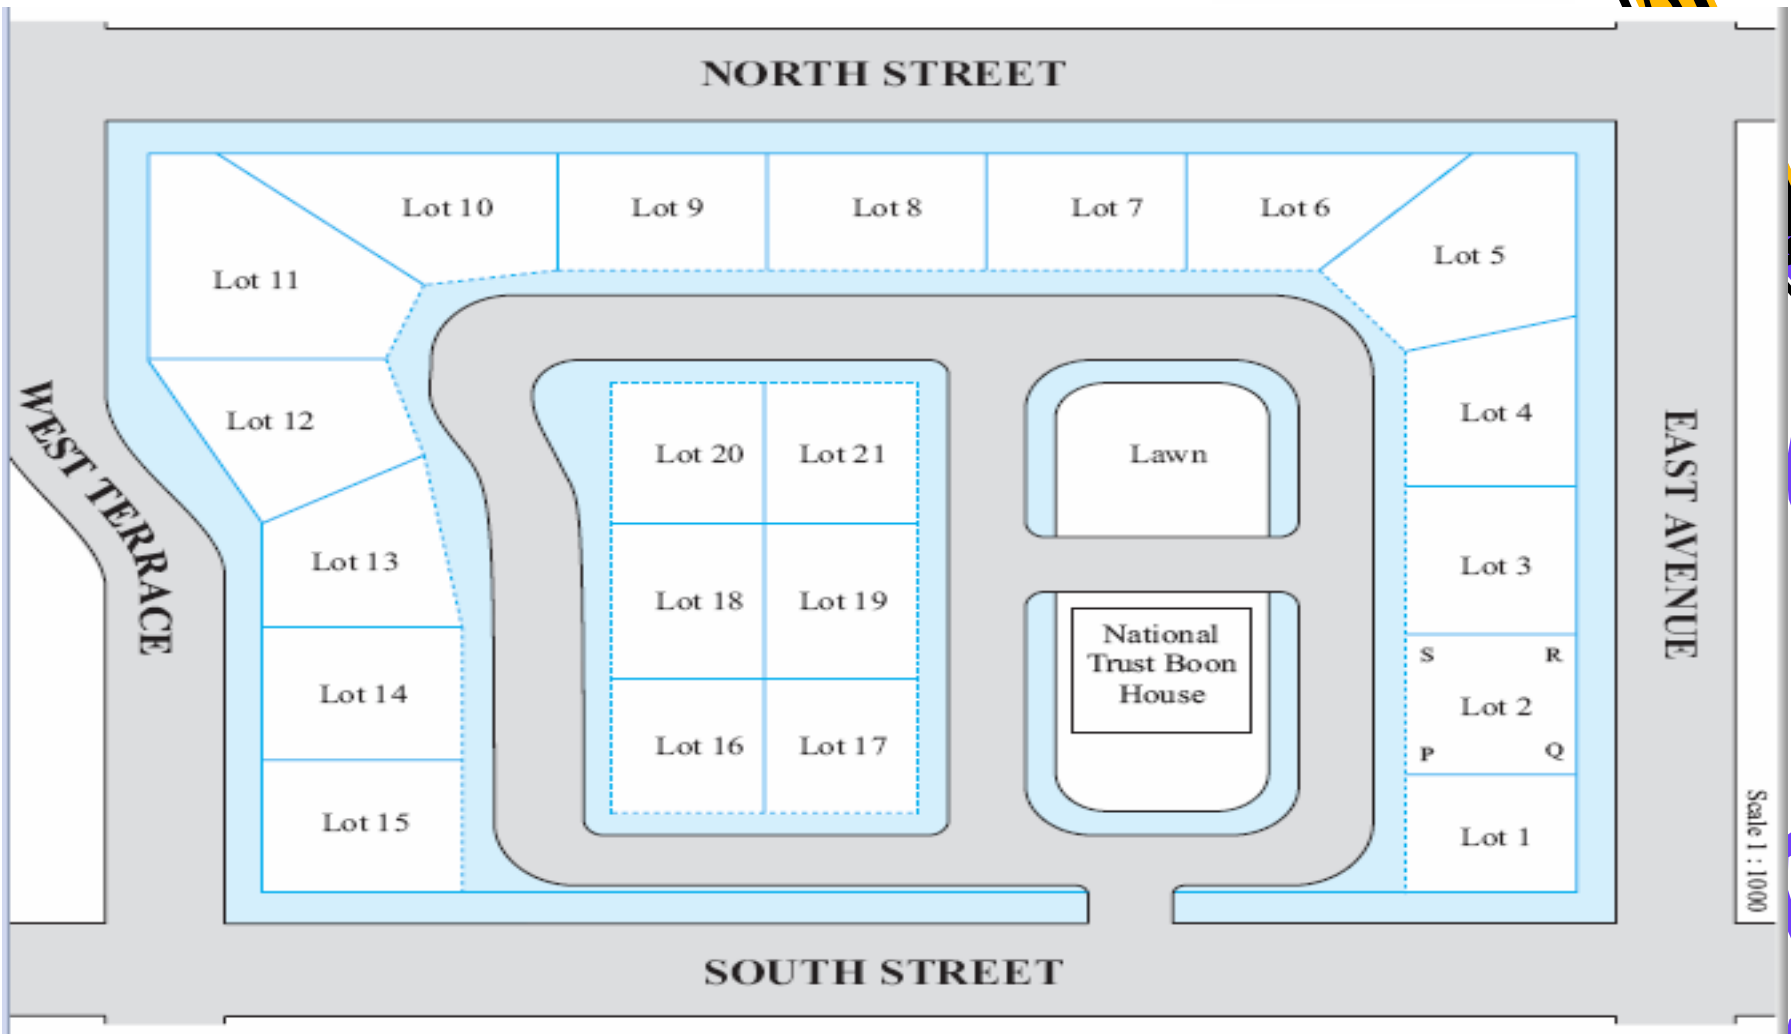 NORTH STREET
Lot 10
Lot 9
Lot 8
Lot 7
Lot 6
Lot 5
Lot 11
Lot 12
Lot 4
WEST TERRACE
EAST AVENUE
Lot 20
Lot 21
Lawn
Lot 13
Lot 3
Lot 18
Lot 19
National
Trust Boon
House
S
R
Lot 14
Lot 2
Lot 16
Lot 17
P
Q
Lot 15
Lot 1
Scale 1 : 1000
SOUTH STREET